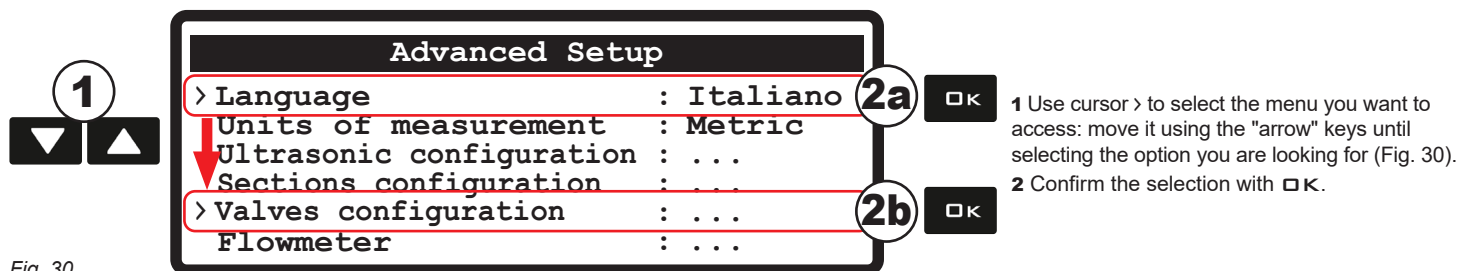 Advanced Setup
1
> Language : Italiano
2a
OK
Units of measurement : Metric
Ultrasonic configuration : ...
Sections configuration : ...
> Valves configuration : ...
2b
OK
Flowmeter : ...
Fig. 30
1 Use cursor > to select the menu you want to
access: move it using the "arrow" keys until
selecting the option you are looking for (Fig. 30).
2 Confirm the selection with OK.